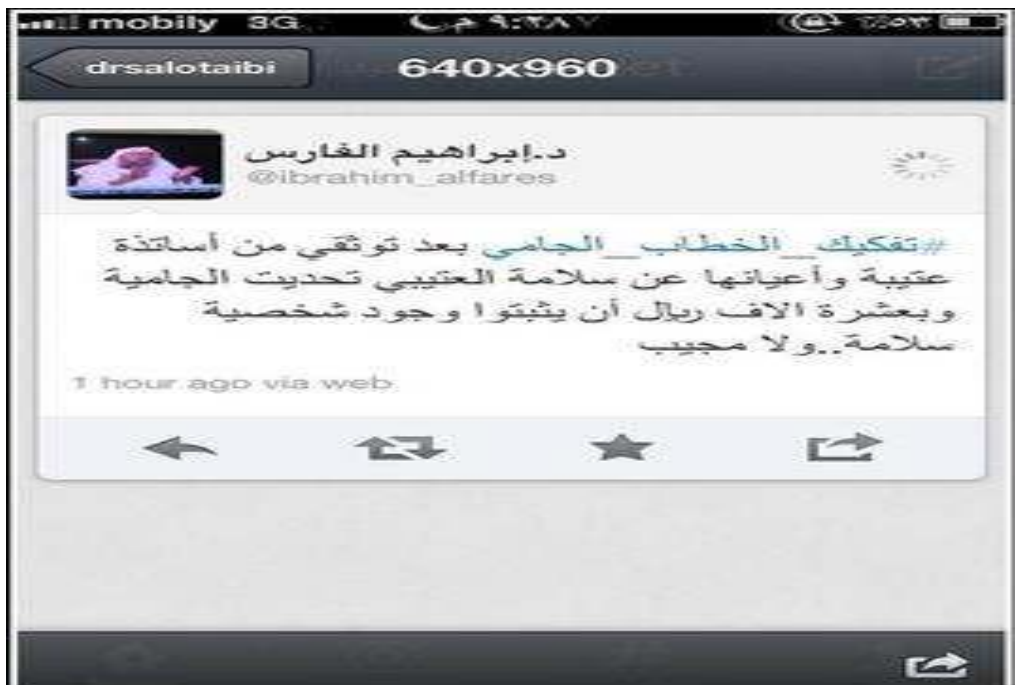 mobily 3G
drsalotaibi
640x960
د.إبراهيم الفارس
@ibrahim_alfares
#تفكيك_الخطاب_الجامي بعد توثقي من أساتذة
عتيبة وأعيانها عن سلامة العتيبي تحديت الجامية
وبعشرة الاف ريال أن يثبتوا وجود شخصية
سلامة..ولا مجيب
1 hour ago via web